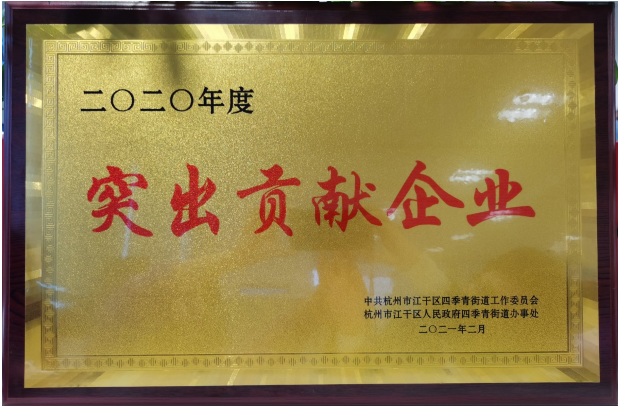 二〇二〇年度
突出贡献企业
中共杭州市江干区四季青街道工作委员会
杭州市江干区人民政府四季青街道办事处
二〇二一年二月